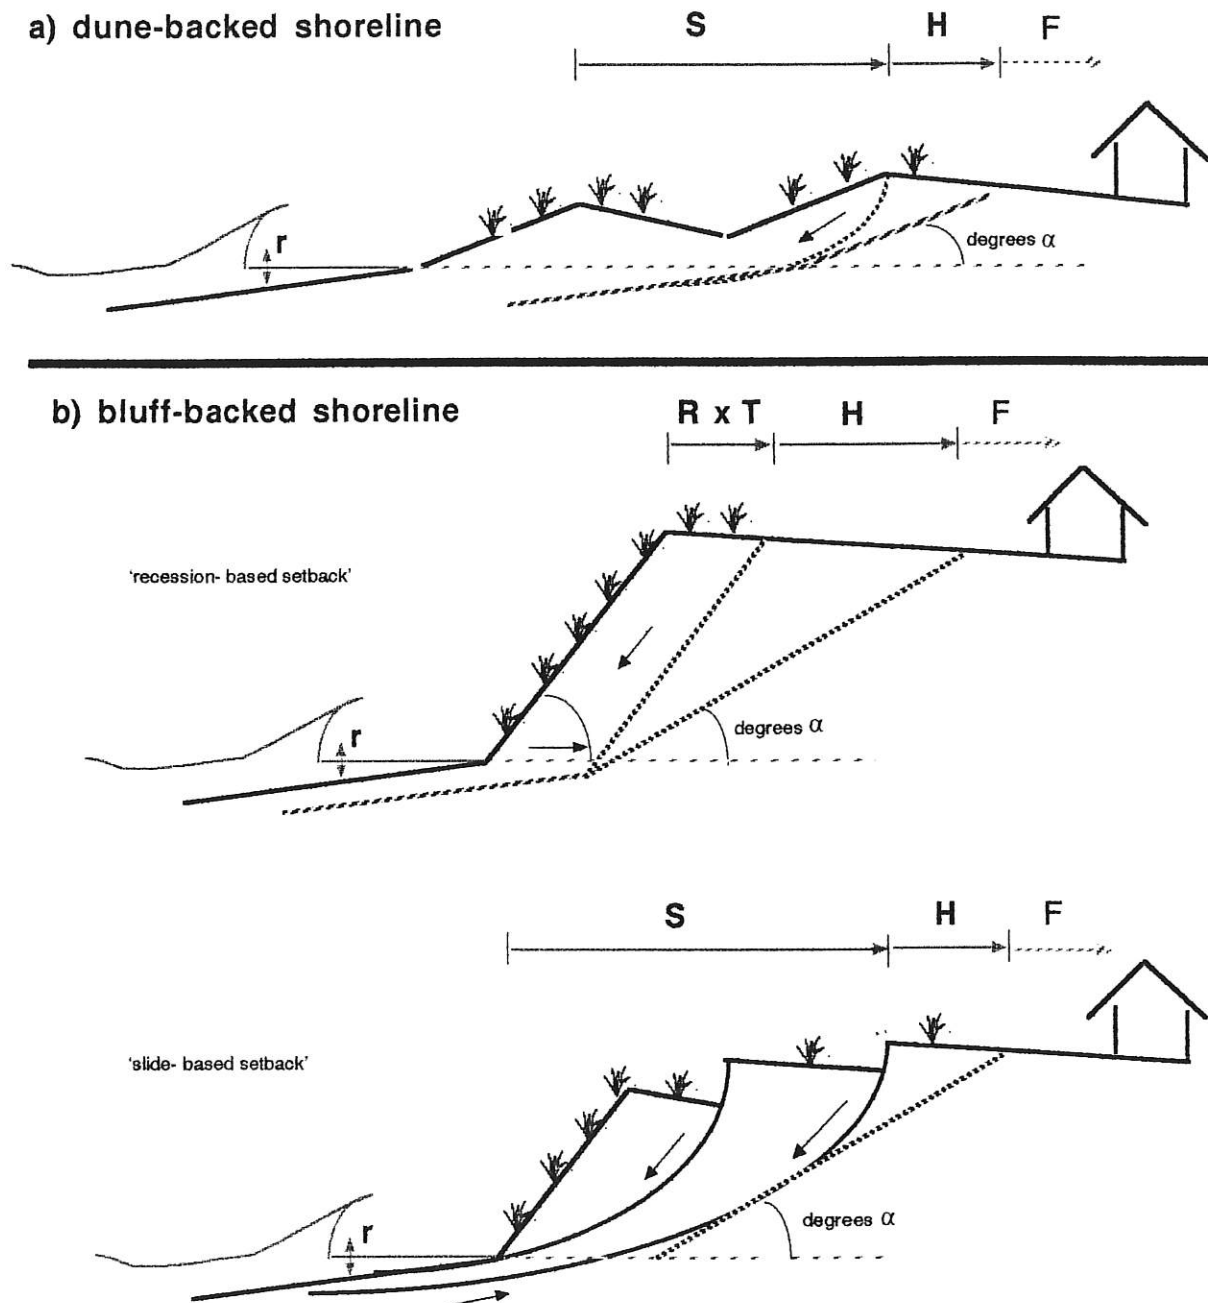 a) dune-backed shoreline
S H F
r
degrees α
b) bluff-backed shoreline
R x T H F
'recession- based setback'
r
degrees α
S H F
'slide- based setback'
r
degrees α